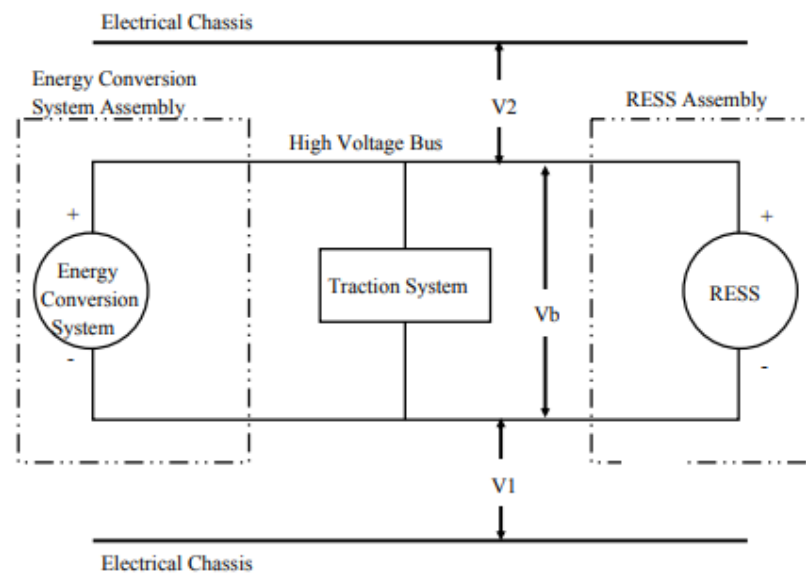 Electrical Chassis
Energy Conversion
System Assembly
V2
RESS Assembly
High Voltage Bus
+
+
Energy
Conversion
System
Traction System
Vb
RESS
-
-
V1
Electrical Chassis